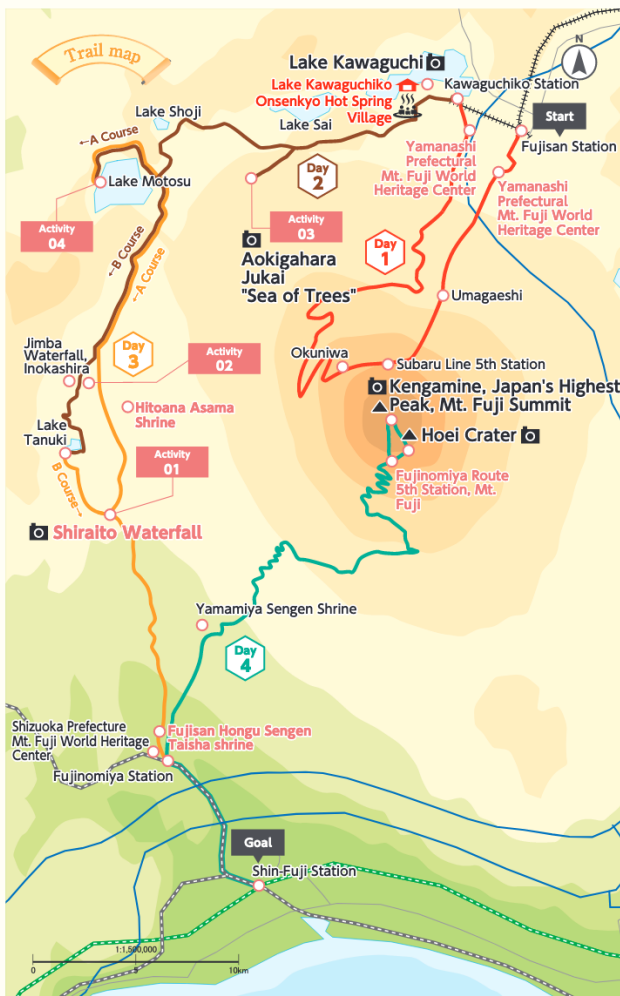 Trail map
N
Lake Kawaguchi
Lake Kawaguchiko
Onsenkyo Hot Spring
Village
Kawaguchiko Station
Start
Fujisan Station
Lake Shoji
Lake Sai
←A Course
Lake Motosu
Activity
04
Day
2
Activity
03
Aokigahara
Jukai
"Sea of Trees"
Yamanashi
Prefectural
Mt. Fuji World
Heritage Center
Yamanashi
Prefectural
Mt. Fuji World
Heritage Center
Day
1
←B Course
←A Course
Umagaeshi
Okuniwa
Subaru Line 5th Station
Day
3
Jimba
Waterfall,
Inokashira
Activity
02
Kengamine, Japan's Highest
Peak, Mt. Fuji Summit
Hoei Crater
Hitoana Asama
Shrine
Lake
Tanuki
Activity
01
B Course→
Fujinomiya Route
5th Station, Mt.
Fuji
Shiraito Waterfall
Yamamiya Sengen Shrine
Day
4
Shizuoka Prefecture
Mt. Fuji World Heritage
Center
Fujisan Hongu Sengen
Taisha shrine
Fujinomiya Station
Goal
Shin-Fuji Station
1:1,500,000
0 5 10km